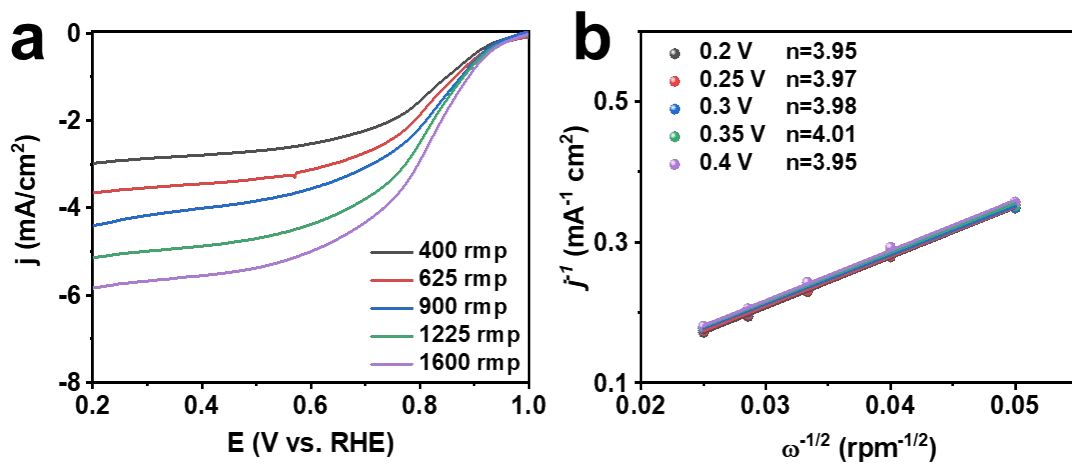 a
0
-2
-4
-6
-8
j (mA/cm²)
400 rmp
625 rmp
900 rmp
1225 rmp
1600 rmp
0.2 0.4 0.6 0.8 1.0
E (V vs. RHE)
b
0.2 V n=3.95
0.25 V n=3.97
0.3 V n=3.98
0.35 V n=4.01
0.4 V n=3.95
0.5
0.3
0.1
j⁻¹ (mA⁻¹ cm²)
0.02 0.03 0.04 0.05
ω⁻¹/² (rpm⁻¹/²)